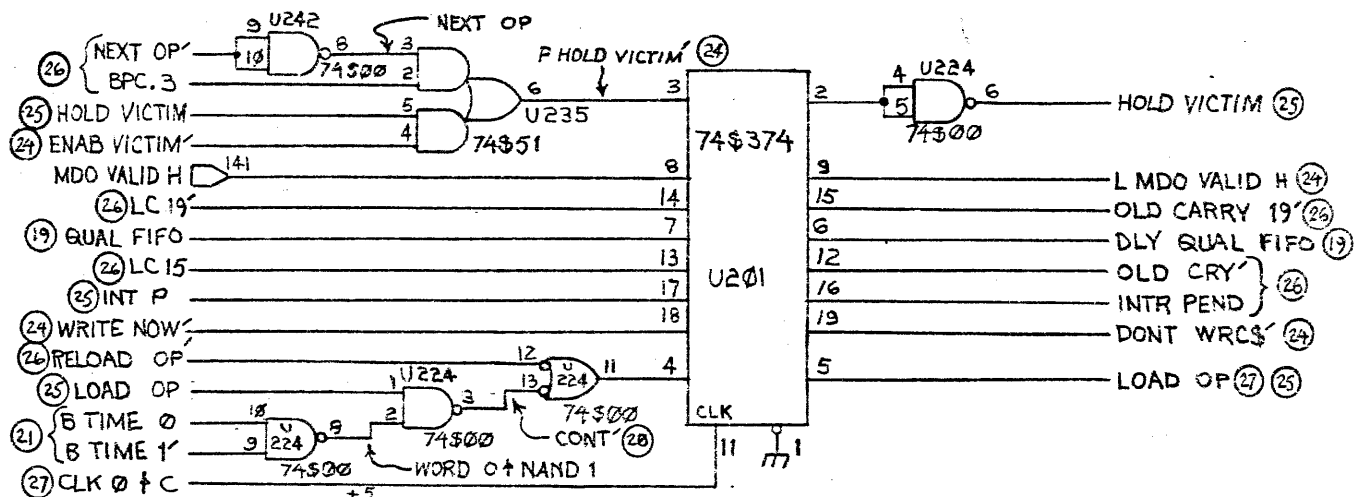 U242
NEXT OP
9
8
3
NEXT OP′
10
74S00
P HOLD VICTIM′ 24
26
BPC.3
2
6
3
2
4
U224
6
25 HOLD VICTIM
5
U235
5
HOLD VICTIM 25
24 ENAB VICTIM′
4
74S51
74S374
74S00
MDO VALID H
141
8
9
L MDO VALID H 24
26 LC 19′
14
15
OLD CARRY 19′ 26
19 QUAL FIFO
7
6
DLY QUAL FIFO 19
26 LC 15
13
12
OLD CRY′
U201
26
25 INT P
17
16
INTR PEND
24 WRITE NOW′
18
19
DONT WRCS′ 24
26 RELOAD OP′
12
U224
11
4
5
LOAD OP 27 25
25 LOAD OP
1
U224
3
13
74S00
21
B TIME 0
10
U224
8
2
74S00
CONT′ 28
CLK
B TIME 1′
9
74S00
WORD 0 + NAND 1
11
1
27 CLK 0 + C
+5